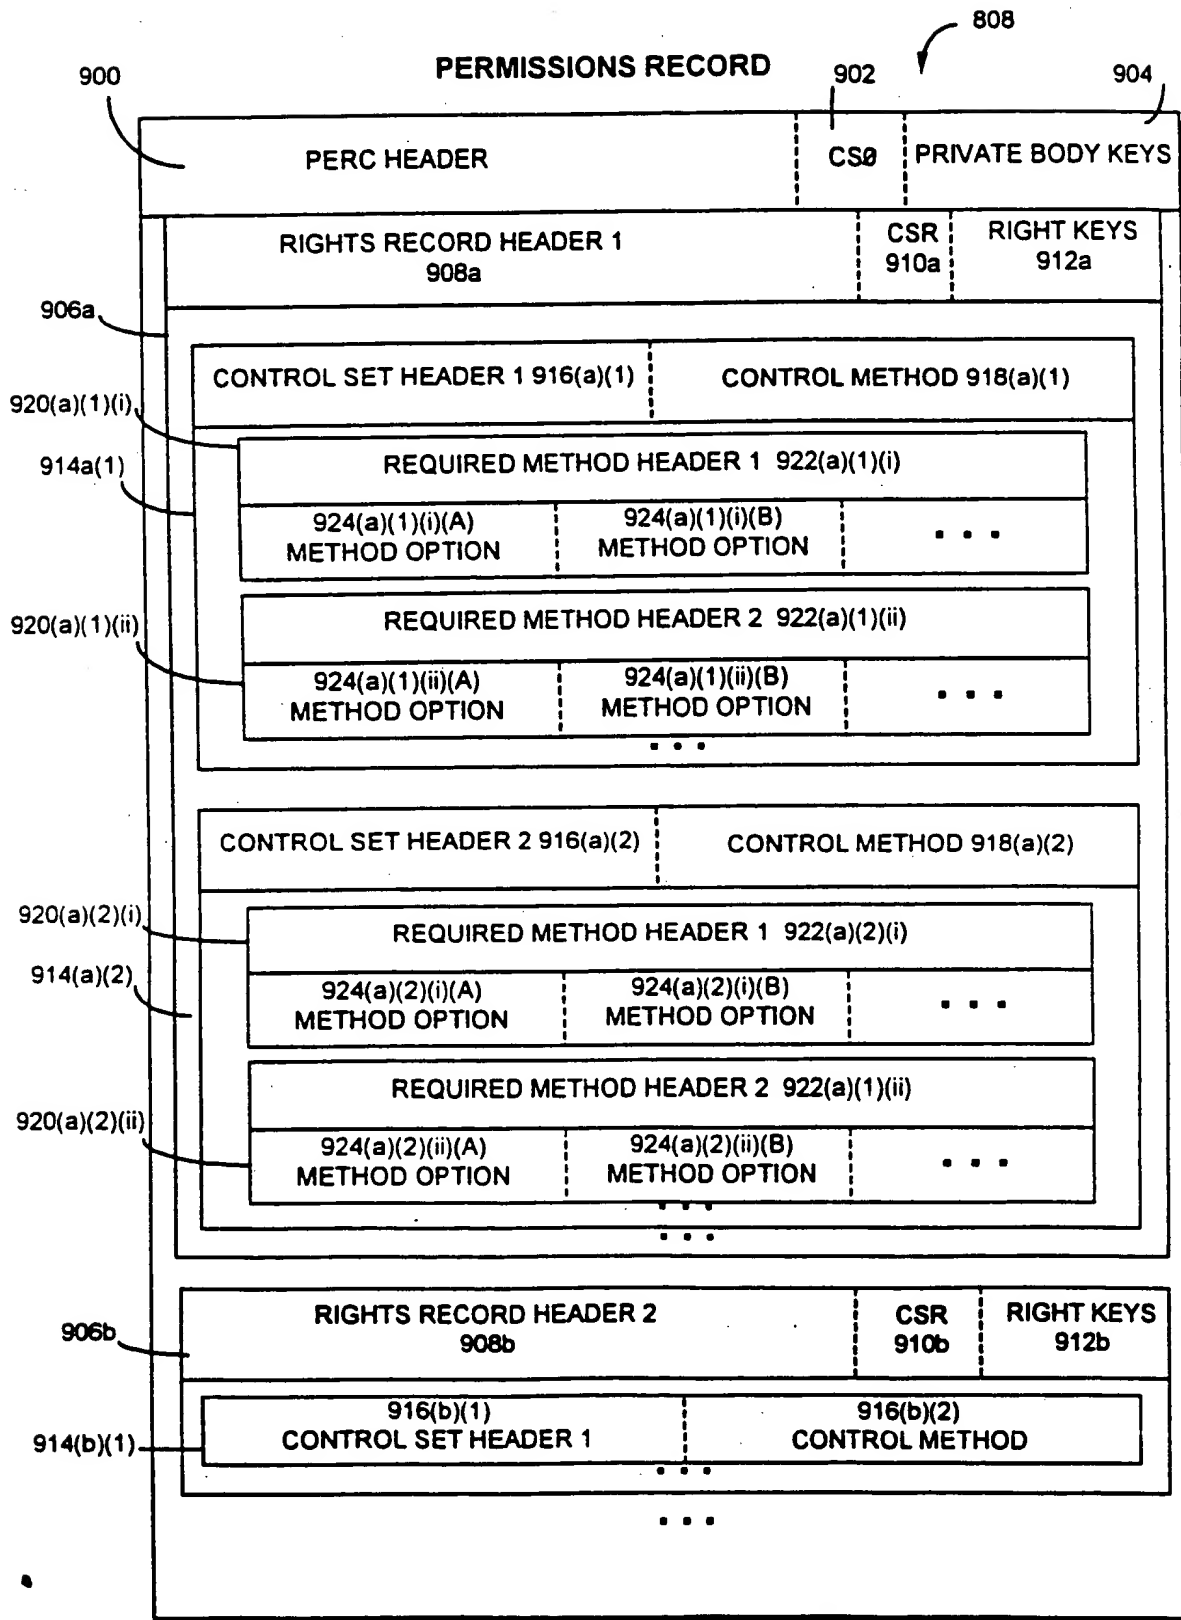 808
PERMISSIONS RECORD
900
902
904
PERC HEADER
CS0
PRIVATE BODY KEYS
RIGHTS RECORD HEADER 1
908a
CSR
910a
RIGHT KEYS
912a
906a
CONTROL SET HEADER 1 916(a)(1)
CONTROL METHOD 918(a)(1)
920(a)(1)(i)
914a(1)
REQUIRED METHOD HEADER 1 922(a)(1)(i)
924(a)(1)(i)(A)
METHOD OPTION
924(a)(1)(i)(B)
METHOD OPTION
. . .
920(a)(1)(ii)
REQUIRED METHOD HEADER 2 922(a)(1)(ii)
924(a)(1)(ii)(A)
METHOD OPTION
924(a)(1)(ii)(B)
METHOD OPTION
. . .
. . .
CONTROL SET HEADER 2 916(a)(2)
CONTROL METHOD 918(a)(2)
920(a)(2)(i)
914(a)(2)
REQUIRED METHOD HEADER 1 922(a)(2)(i)
924(a)(2)(i)(A)
METHOD OPTION
924(a)(2)(i)(B)
METHOD OPTION
. . .
920(a)(2)(ii)
REQUIRED METHOD HEADER 2 922(a)(1)(ii)
924(a)(2)(ii)(A)
METHOD OPTION
924(a)(2)(ii)(B)
METHOD OPTION
. . .
. . .
. . .
906b
RIGHTS RECORD HEADER 2
908b
CSR
910b
RIGHT KEYS
912b
914(b)(1)
916(b)(1)
CONTROL SET HEADER 1
916(b)(2)
CONTROL METHOD
. . .
. . .